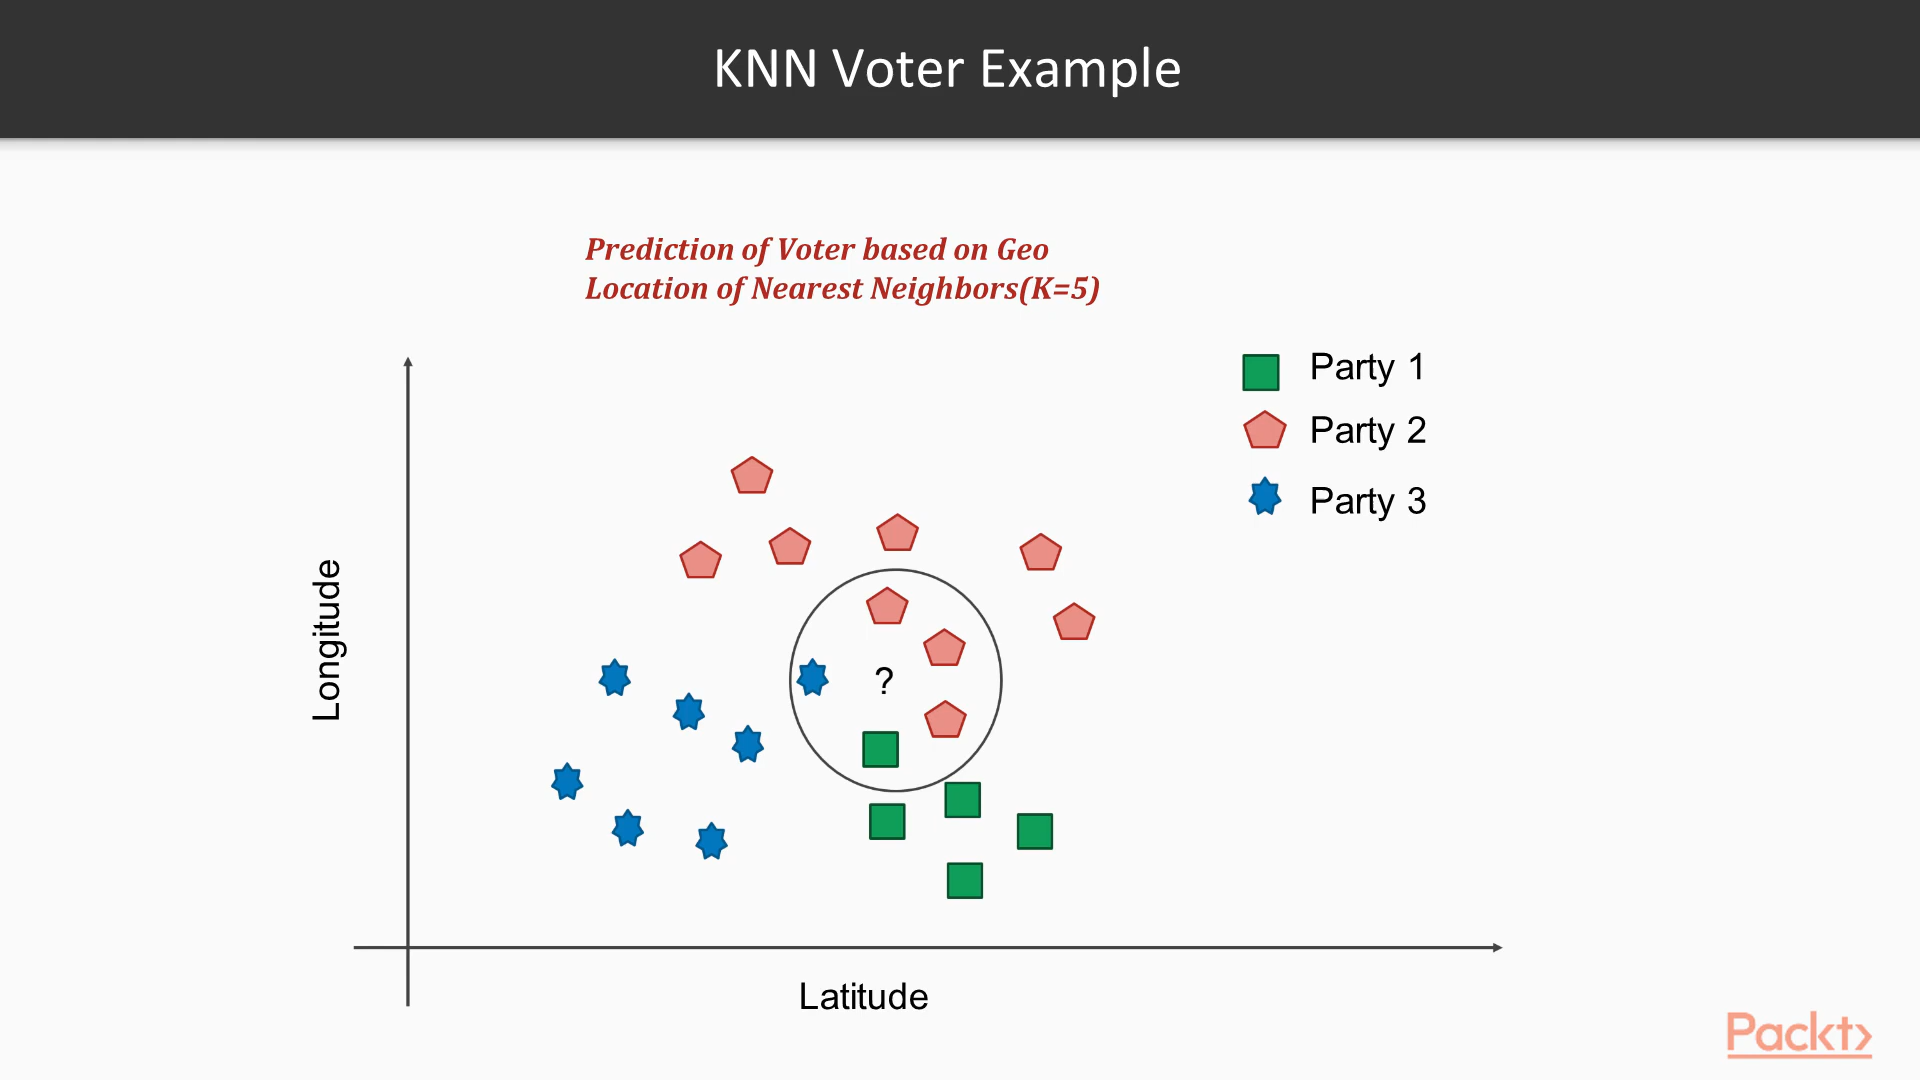 KNN Voter Example
Prediction of Voter based on Geo
Location of Nearest Neighbors(K=5)
Party 1
Party 2
Party 3
Longitude
?
Latitude
Packt>